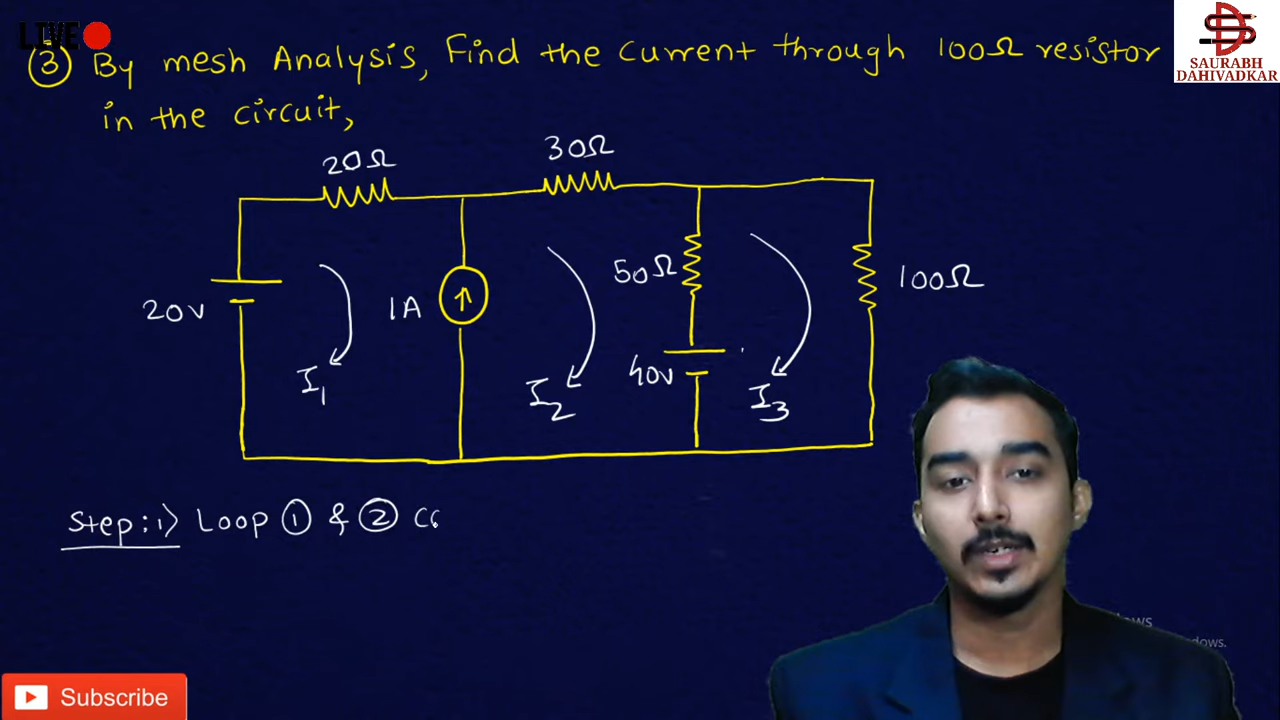 LIVE
③ By mesh Analysis, Find the current through 100Ω resistor
in the circuit,
SAURABH
DAHIVADKAR
20Ω
30Ω
50Ω
100Ω
20V
1A
40V
I₁
I₂
I₃
Step:1) Loop ① & ②
Subscribe